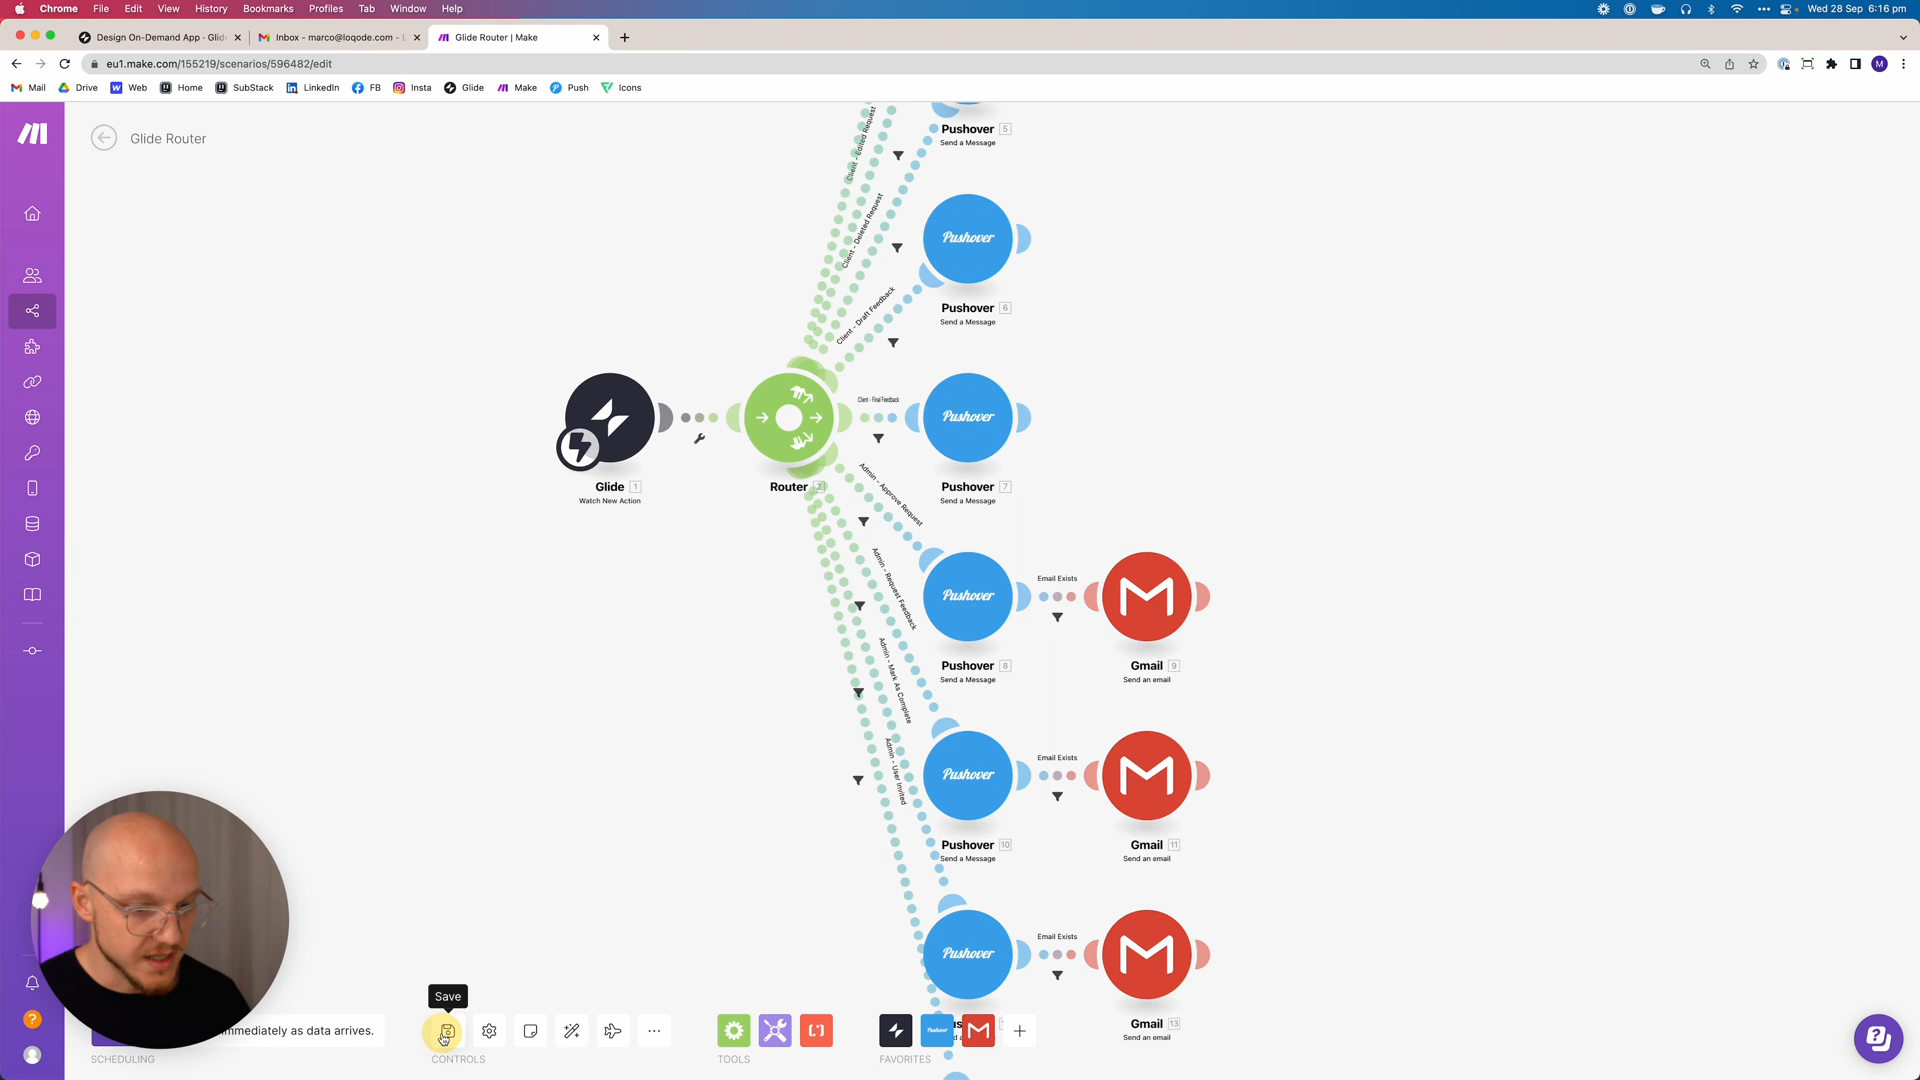 Chrome File Edit View History Bookmarks Profiles Tab Window Help
Wed 28 Sep 6:16 pm
Design On-Demand App · Glid
Inbox - marco@loqode.com - L
Glide Router | Make
eu1.make.com/155219/scenarios/596482/edit
M
Mail Drive Web Home SubStack LinkedIn FB Insta Glide Make Push Icons
Glide Router
Pushover 5
Send a Message
Client - Edited Request
Client - Deleted Request
Pushover
Pushover 6
Send a Message
Client - Draft Feedback
Client - Final Feedback
Pushover
Glide 1
Watch New Action
Router 2
Pushover 7
Send a Message
Admin - Approve Request
Admin - Request Feedback
Pushover
Email Exists
Pushover 8
Send a Message
Gmail 9
Send an email
Admin - Mark As Complete
Admin - User Invited
Pushover
Email Exists
Pushover 10
Send a Message
Gmail 11
Send an email
Pushover
Email Exists
Gmail 13
Send an email
Save
mmediately as data arrives.
Pushover
SCHEDULING
CONTROLS
TOOLS
FAVORITES